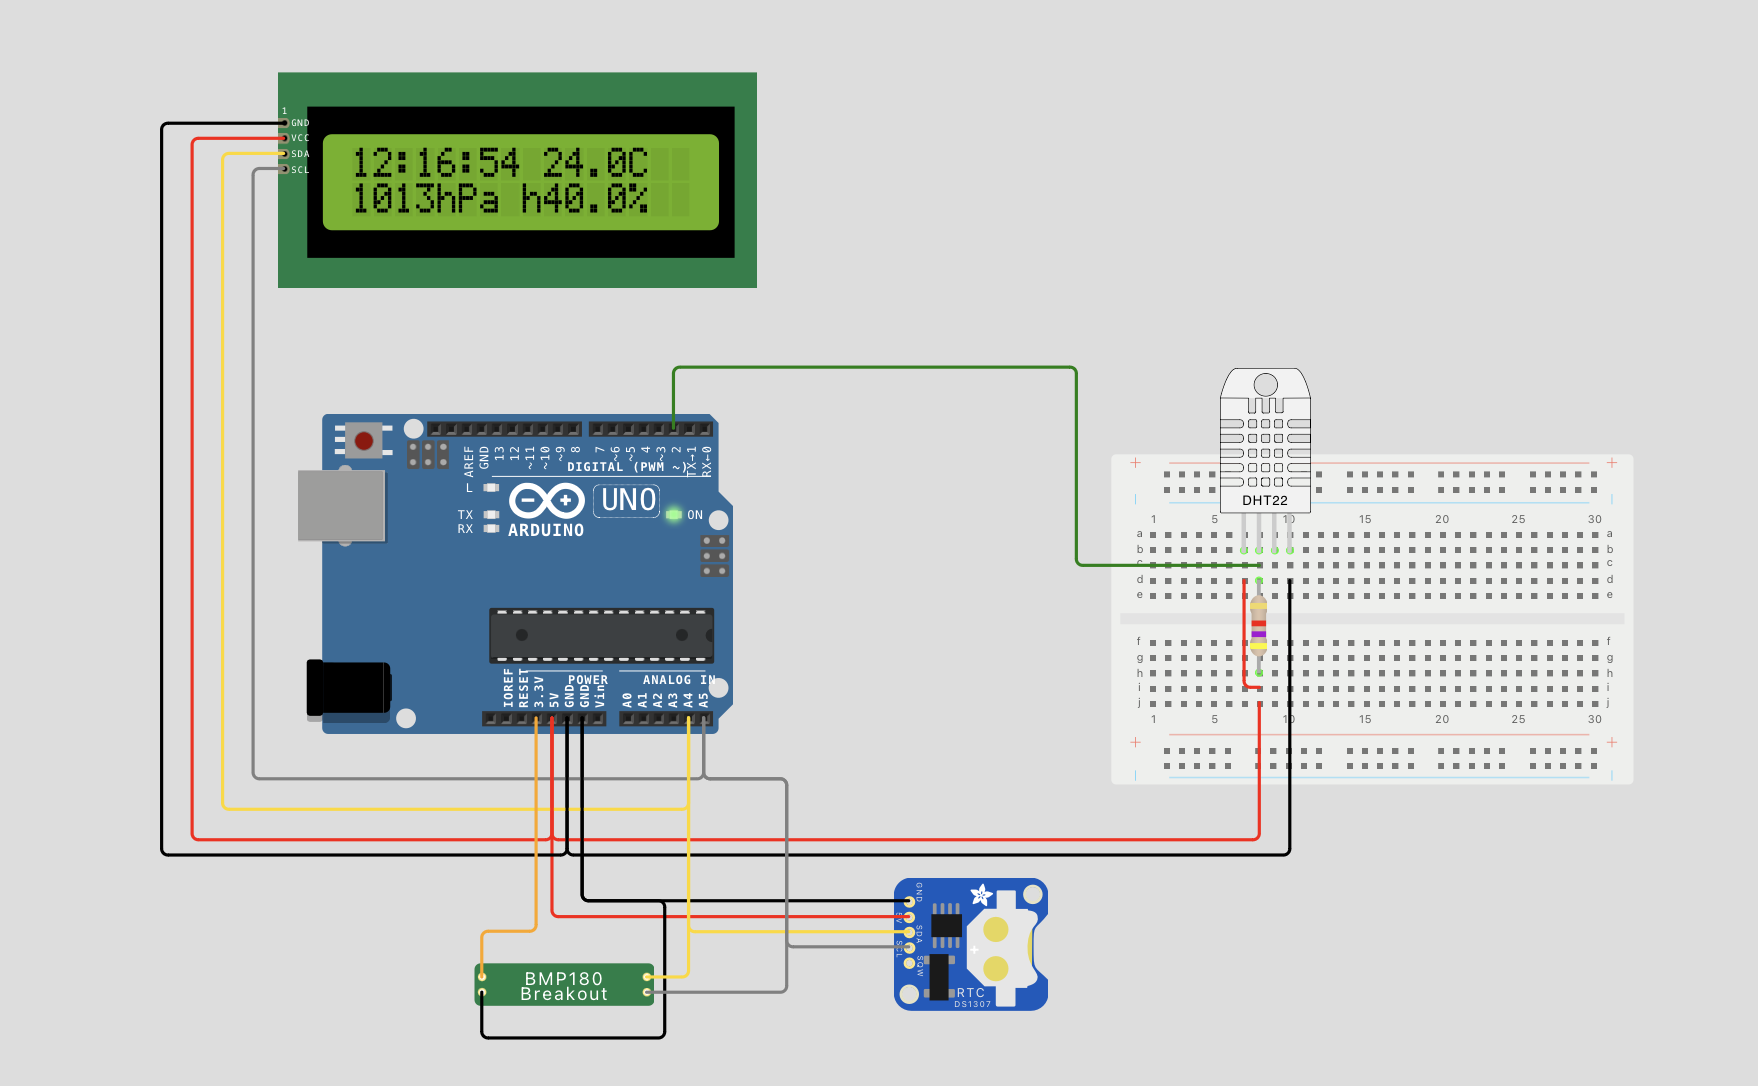 1
GND
VCC
SDA
SCL
12:16:54 24.0C
1013hPa h40.0%
AREF
GND
13
12
~11
~10
~9
8
7
~6
~5
4
~3
2
TX→1
RX←0
DIGITAL (PWM ~)
L
TX
RX
UNO
ARDUINO
ON
IOREF
RESET
3.3V
5V
GND
GND
Vin
POWER
ANALOG IN
A0
A1
A2
A3
A4
A5
DHT22
+ +
1 5 10 15 20 25 30
a a
b b
c c
d d
e e
f f
g g
h h
i i
j j
1 5 10 15 20 25 30
+ +
BMP180
Breakout
GND
5V
SDA
SCL
SQW
RTC
DS1307